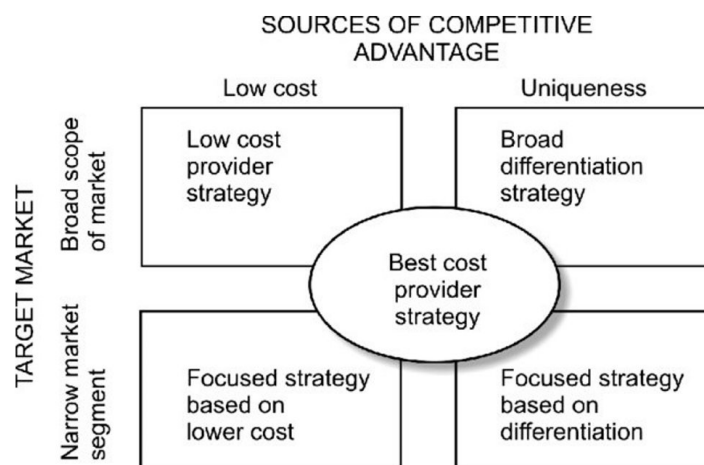 SOURCES OF COMPETITIVE
ADVANTAGE
Low cost
Uniqueness
TARGET MARKET
Broad scope
of market
Low cost
provider
strategy
Broad
differentiation
strategy
Best cost
provider
strategy
Narrow market
segment
Focused strategy
based on
lower cost
Focused strategy
based on
differentiation